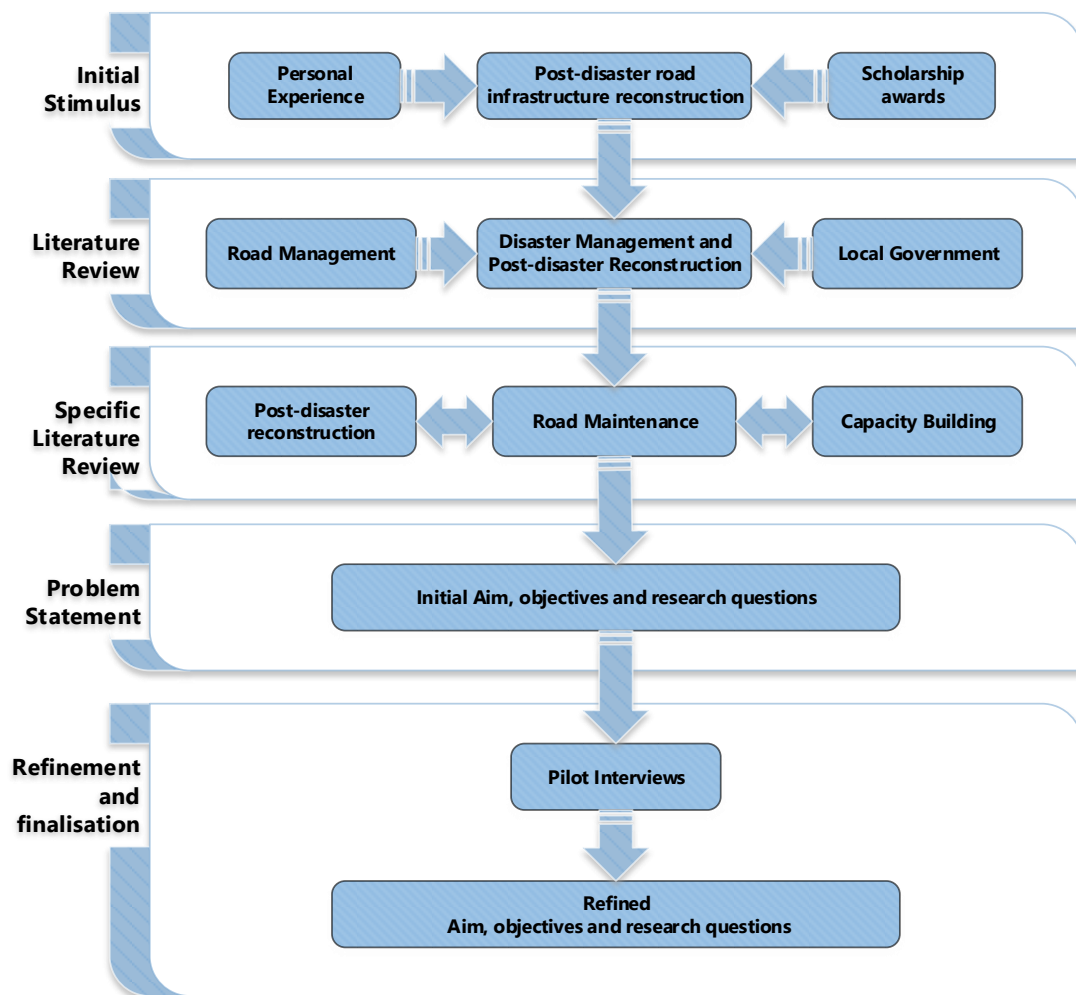 Initial
Stimulus
Personal
Experience
Post-disaster road
infrastructure reconstruction
Scholarship
awards
Literature
Review
Road Management
Disaster Management and
Post-disaster Reconstruction
Local Government
Specific
Literature
Review
Post-disaster
reconstruction
Road Maintenance
Capacity Building
Problem
Statement
Initial Aim, objectives and research questions
Refinement
and
finalisation
Pilot Interviews
Refined
Aim, objectives and research questions